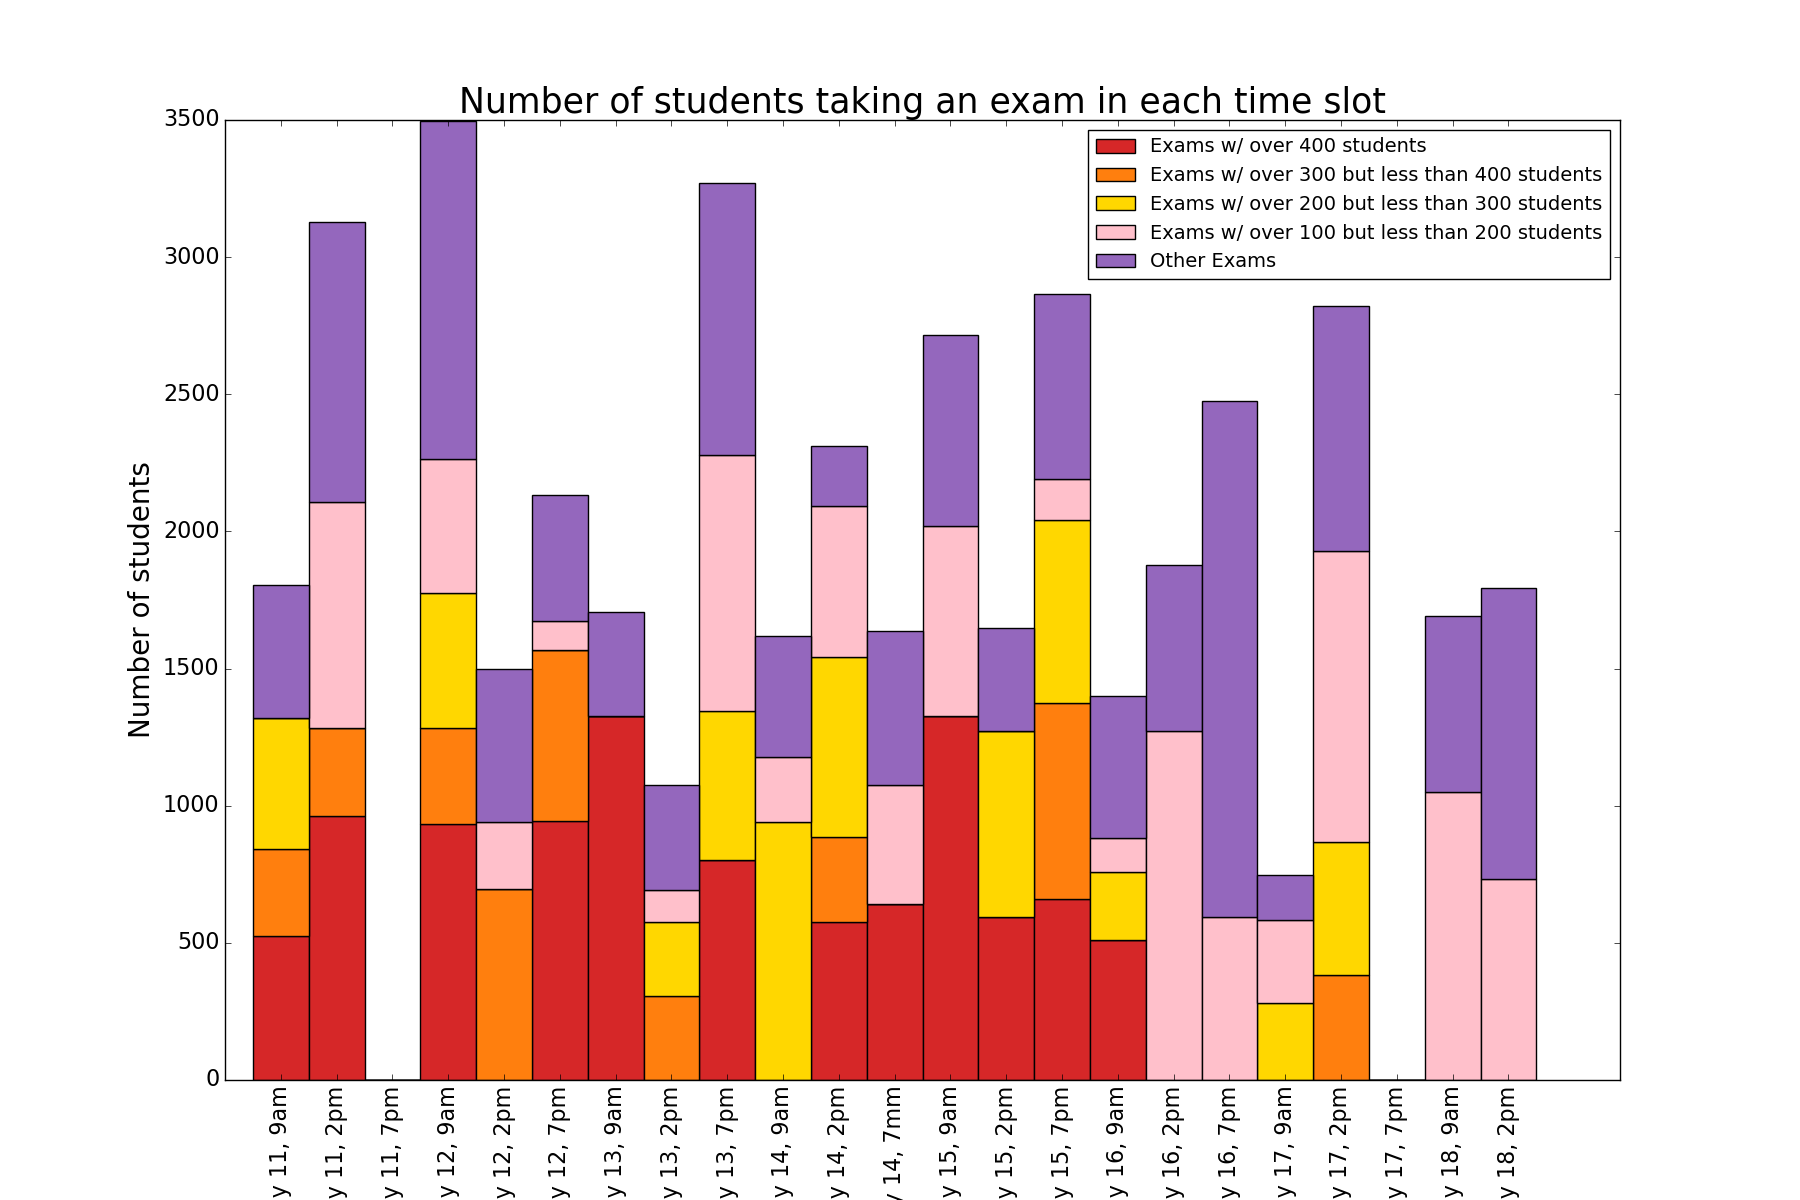 Number of students taking an exam in each time slot
Exams w/ over 400 students
Exams w/ over 300 but less than 400 students
Exams w/ over 200 but less than 300 students
Exams w/ over 100 but less than 200 students
Other Exams
Number of students
3500
3000
2500
2000
1500
1000
500
0
y 11, 9am
y 11, 2pm
y 11, 7pm
y 12, 9am
y 12, 2pm
y 12, 7pm
y 13, 9am
y 13, 2pm
y 13, 7pm
y 14, 9am
y 14, 2pm
y 14, 7mm
y 15, 9am
y 15, 2pm
y 15, 7pm
y 16, 9am
y 16, 2pm
y 16, 7pm
y 17, 9am
y 17, 2pm
y 17, 7pm
y 18, 9am
y 18, 2pm